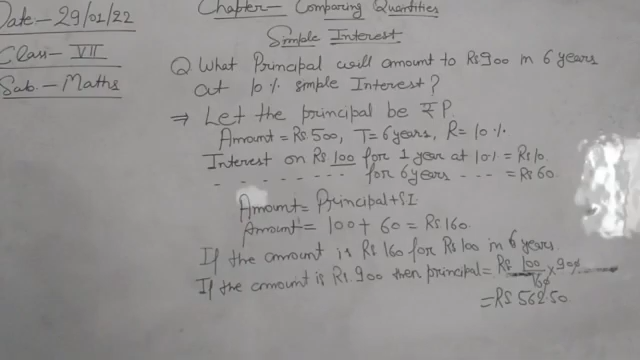 Date- 29/01/22
Class- VII
Sub.- Maths
Chapter- Comparing Quantities
Simple Interest
Q What Principal will amount to Rs 900 in 6 years
at 10% simple Interest?
⇒ Let the principal be ₹P.
Amount = Rs 500, T= 6 years, R= 10%
Interest on Rs 100 for 1 year at 10% = Rs 10.
- - - - - - - - - for 6 years - - - = Rs 60.
Amount = Principal + SI
Amount = 100 + 60 = Rs 160.
If the amount is Rs 160 for Rs 100 in 6 years
If the amount is Rs. 900 then principal = Rs 100/160 × 900
= Rs 562.50